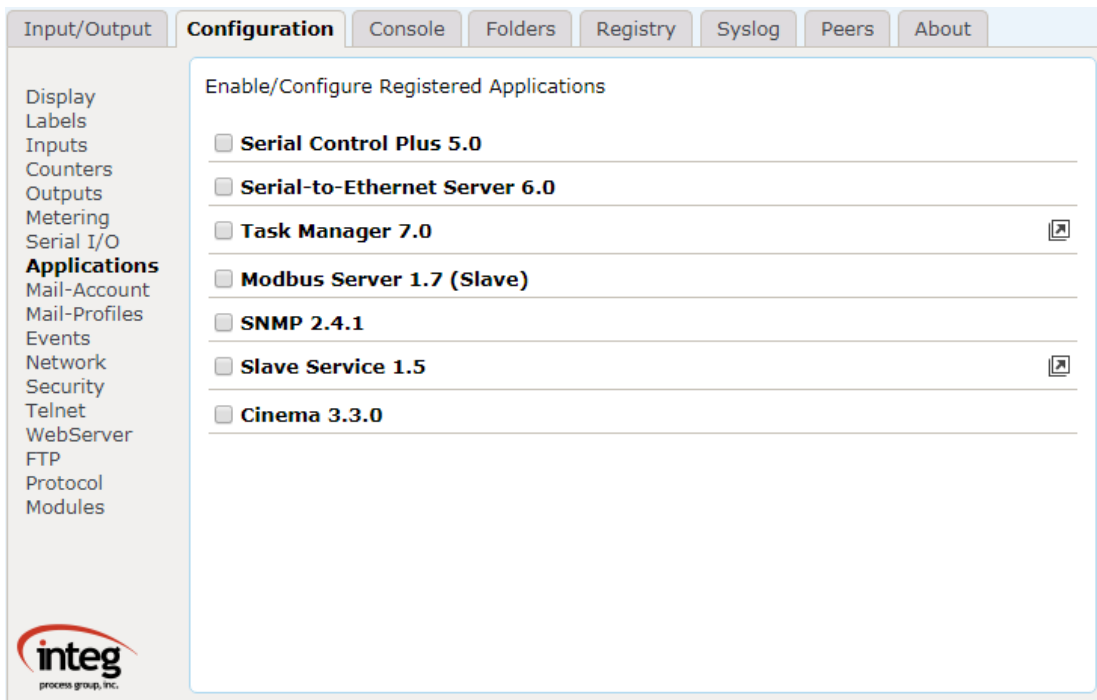 Input/Output Configuration Console Folders Registry Syslog Peers About
Display
Labels
Inputs
Counters
Outputs
Metering
Serial I/O
Applications
Mail-Account
Mail-Profiles
Events
Network
Security
Telnet
WebServer
FTP
Protocol
Modules
integ
process group, inc.
Enable/Configure Registered Applications
Serial Control Plus 5.0
Serial-to-Ethernet Server 6.0
Task Manager 7.0
Modbus Server 1.7 (Slave)
SNMP 2.4.1
Slave Service 1.5
Cinema 3.3.0